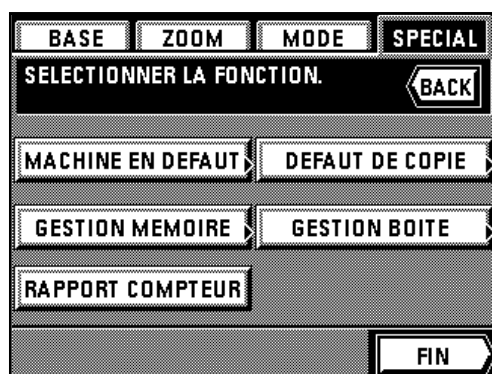 BASE ZOOM MODE SPECIAL
SELECTIONNER LA FONCTION.
BACK
MACHINE EN DEFAUT DEFAUT DE COPIE
GESTION MEMOIRE GESTION BOITE
RAPPORT COMPTEUR
FIN